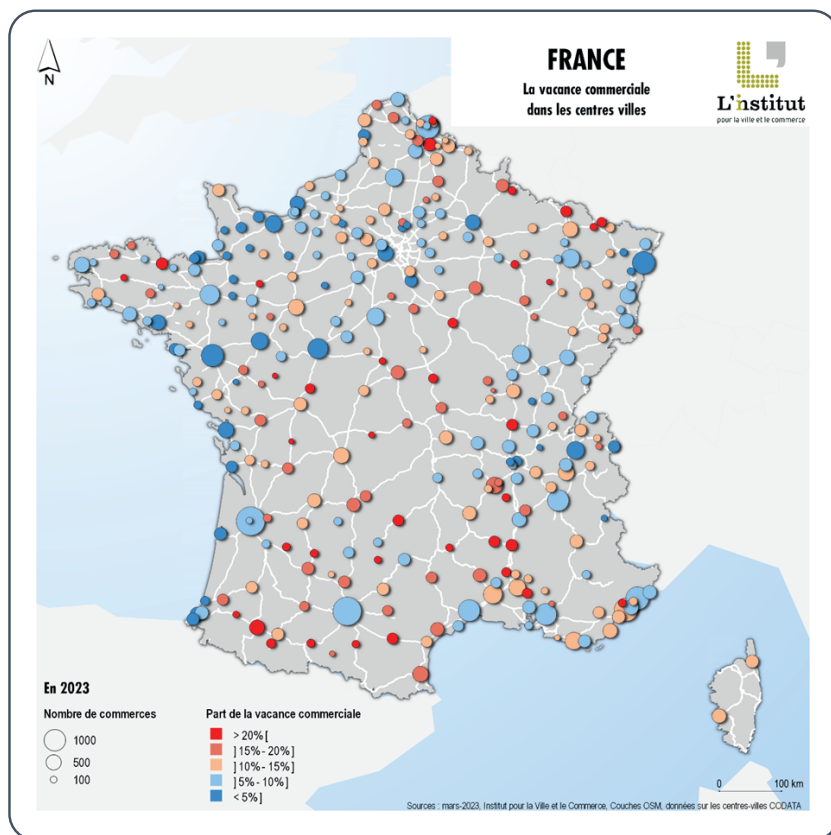 N
FRANCE
La vacance commerciale
dans les centres villes
L'institut
pour la ville et le commerce
En 2023
Nombre de commerces
1000
500
100
Part de la vacance commerciale
> 20% [
] 15% - 20% ]
] 10% - 15% ]
] 5% - 10% ]
< 5% ]
0 100 km
Sources : mars-2023, Institut pour la Ville et le Commerce, Couches OSM, données sur les centres-villes CODATA